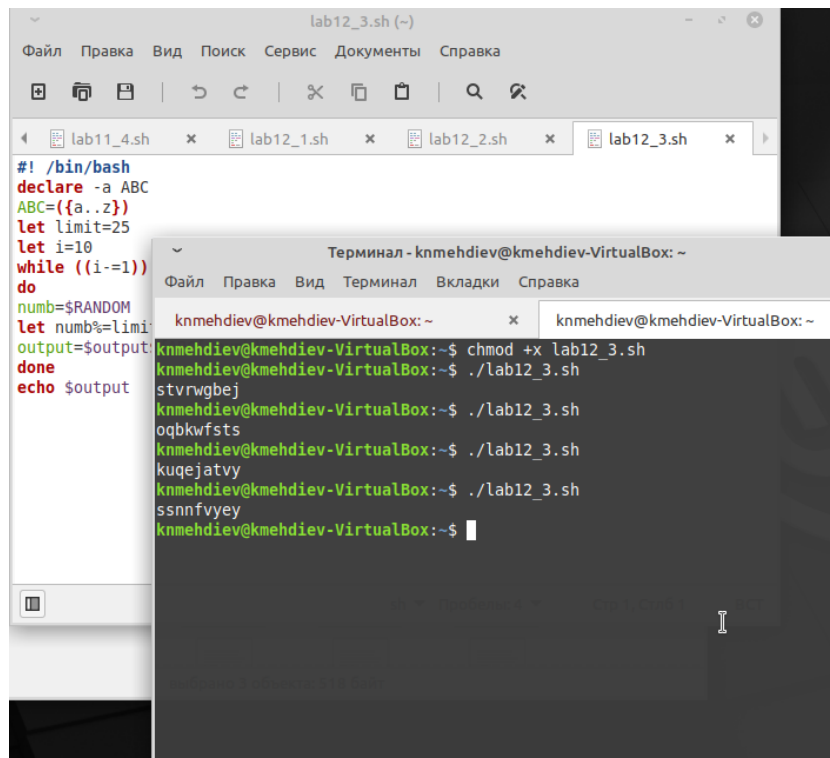 lab12_3.sh (~)
Файл Правка Вид Поиск Сервис Документы Справка
lab11_4.sh lab12_1.sh lab12_2.sh lab12_3.sh
#! /bin/bash
declare -a ABC
ABC=({a..z})
let limit=25
let i=10
while ((i-=1))
do
numb=$RANDOM
let numb%=limi
output=$output
done
echo $output
Терминал - knmehdiev@kmehdiev-VirtualBox: ~
Файл Правка Вид Терминал Вкладки Справка
knmehdiev@kmehdiev-VirtualBox: ~ knmehdiev@kmehdiev-VirtualBox: ~
knmehdiev@kmehdiev-VirtualBox:~$ chmod +x lab12_3.sh
knmehdiev@kmehdiev-VirtualBox:~$ ./lab12_3.sh
stvrwgbej
knmehdiev@kmehdiev-VirtualBox:~$ ./lab12_3.sh
oqbkwfsts
knmehdiev@kmehdiev-VirtualBox:~$ ./lab12_3.sh
kuqejatvy
knmehdiev@kmehdiev-VirtualBox:~$ ./lab12_3.sh
ssnnfvyey
knmehdiev@kmehdiev-VirtualBox:~$